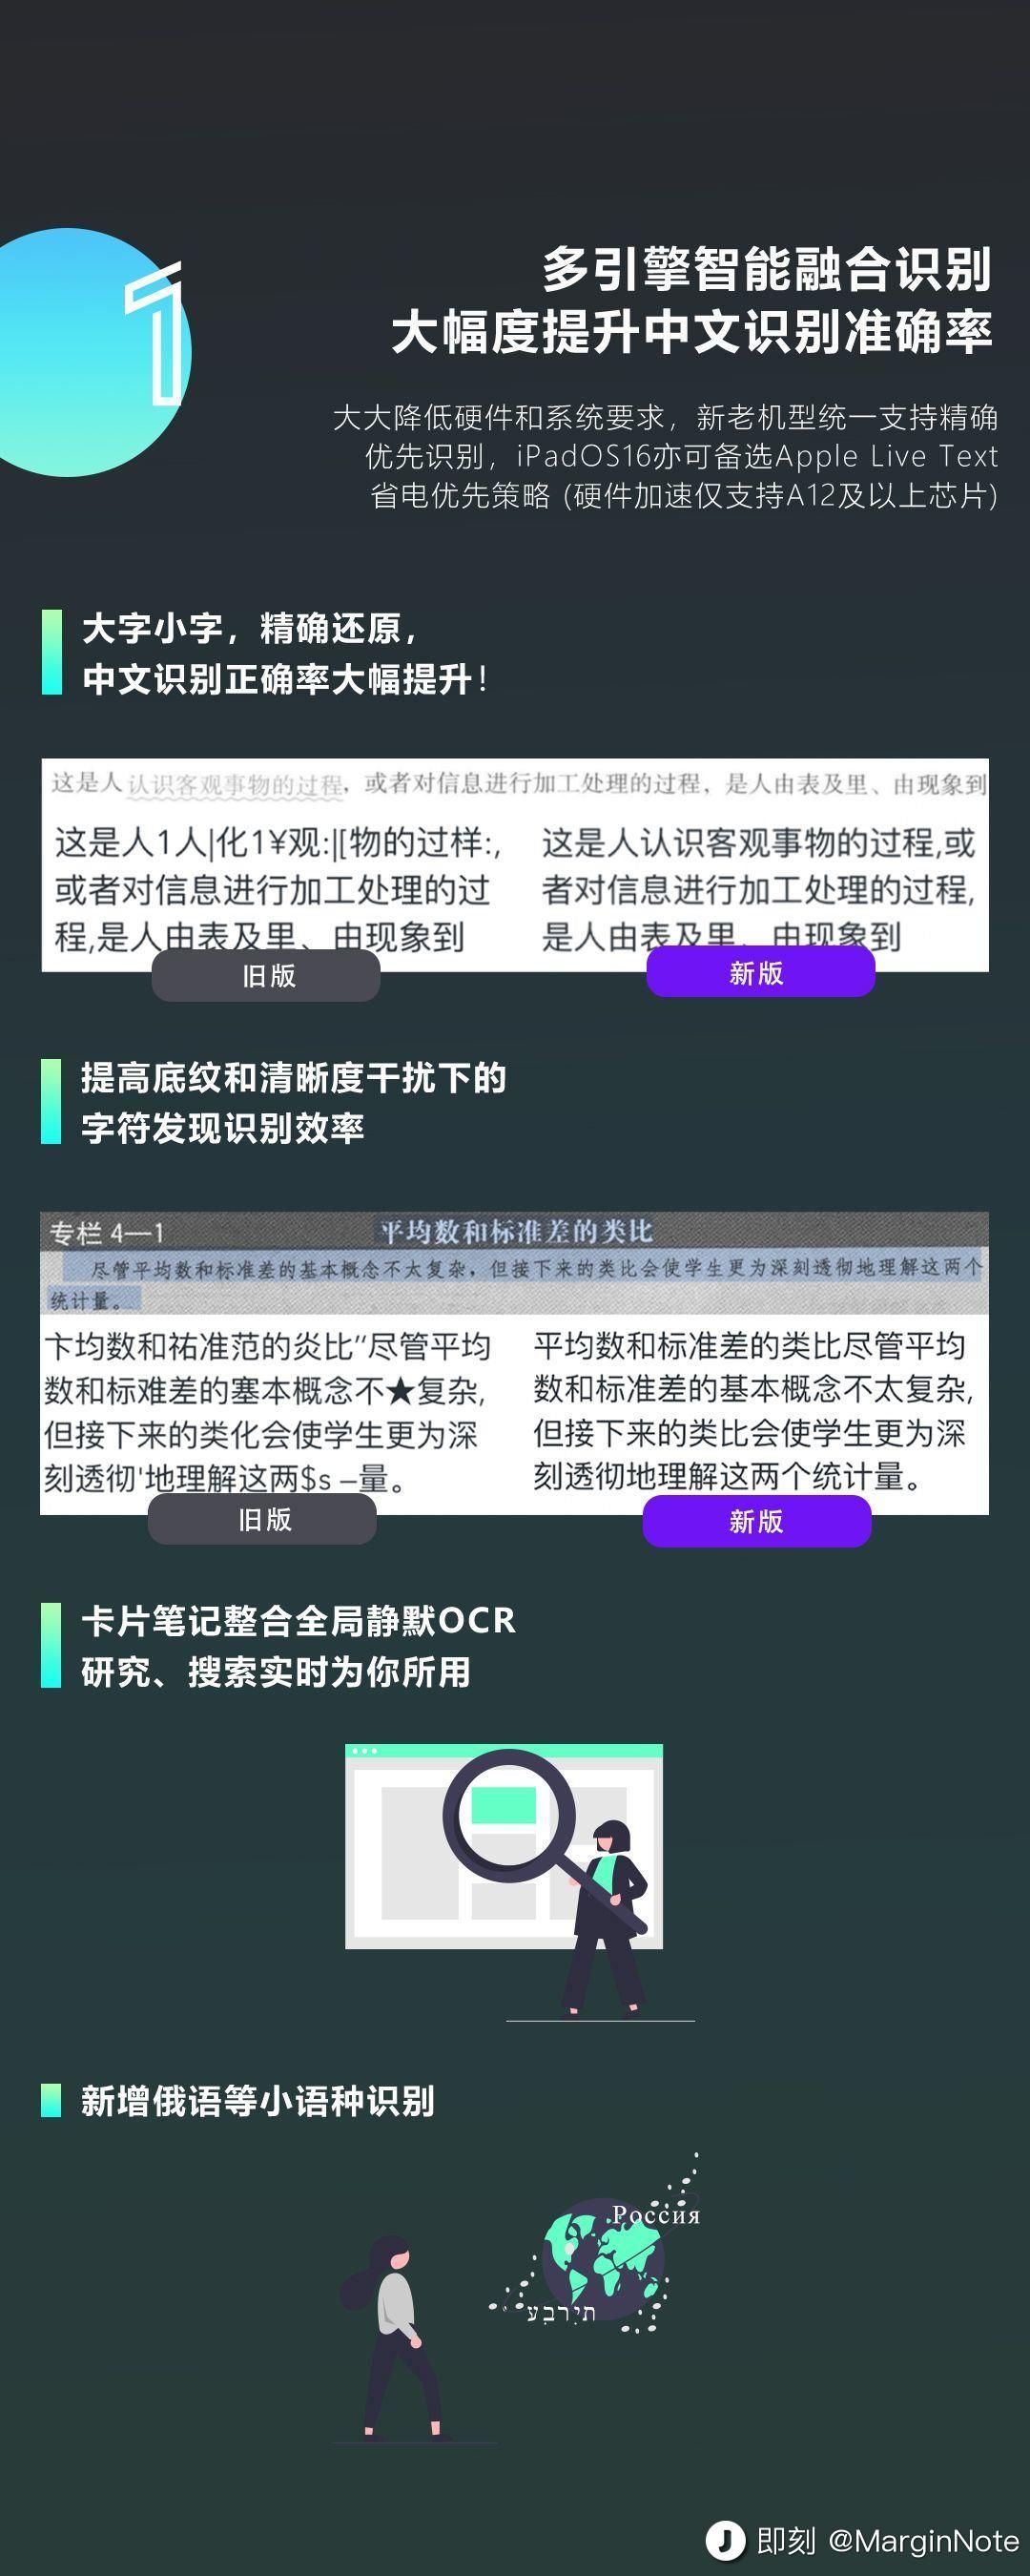 1
多引擎智能融合识别
大幅度提升中文识别准确率
大大降低硬件和系统要求，新老机型统一支持精确
优先识别，iPadOS16亦可备选Apple Live Text
省电优先策略 (硬件加速仅支持A12及以上芯片)
大字小字，精确还原，
中文识别正确率大幅提升！
这是人认识客观事物的过程，或者对信息进行加工处理的过程，是人由表及里、由现象到
这是人1人|化1¥观:|[物的过样:,
或者对信息进行加工处理的过
程,是人由表及里、由现象到
旧版
这是人认识客观事物的过程,或
者对信息进行加工处理的过程,
是人由表及里、由现象到
新版
提高底纹和清晰度干扰下的
字符发现识别效率
专栏 4—1
平均数和标准差的类比
尽管平均数和标准差的基本概念不太复杂，但接下来的类比会使学生更为深刻透彻地理解这两个
统计量。
卞均数和祐准范的炎比″尽管平均
数和标难差的塞本概念不★复杂,
但接下来的类化会使学生更为深
刻透彻'地理解这两$s –量。
旧版
平均数和标准差的类比尽管平均
数和标准差的基本概念不太复杂,
但接下来的类比会使学生更为深
刻透彻地理解这两个统计量。
新版
卡片笔记整合全局静默OCR
研究、搜索实时为你所用
新增俄语等小语种识别
Россия
עִבְרִית
即刻 @MarginNote